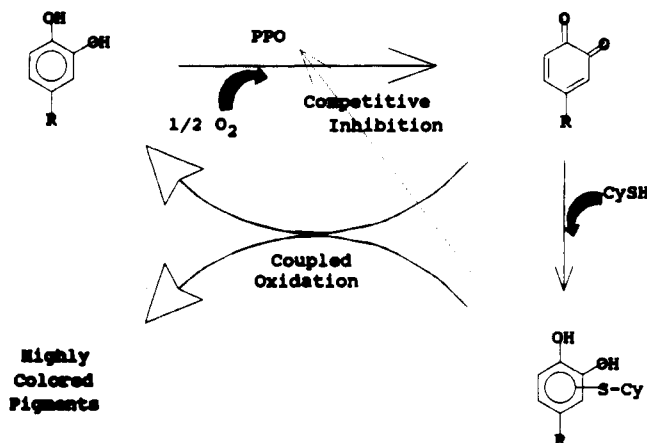 OH
OH
R
PPO
1/2 O2
Competitive
Inhibition
O
O
R
CySH
Coupled
Oxidation
Highly
Colored
Pigments
OH
OH
S-Cy
R